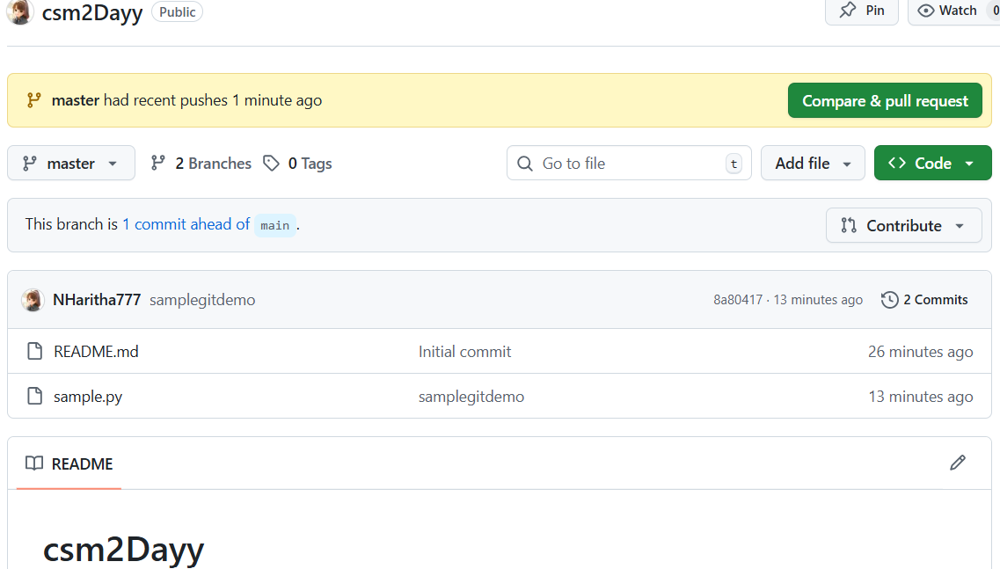 csm2Dayy Public Pin Watch 0
master had recent pushes 1 minute ago Compare & pull request
master 2 Branches 0 Tags Go to file t Add file Code
This branch is 1 commit ahead of main . Contribute
NHaritha777 samplegitdemo 8a80417 · 13 minutes ago 2 Commits
README.md Initial commit 26 minutes ago
sample.py samplegitdemo 13 minutes ago
README
csm2Dayy